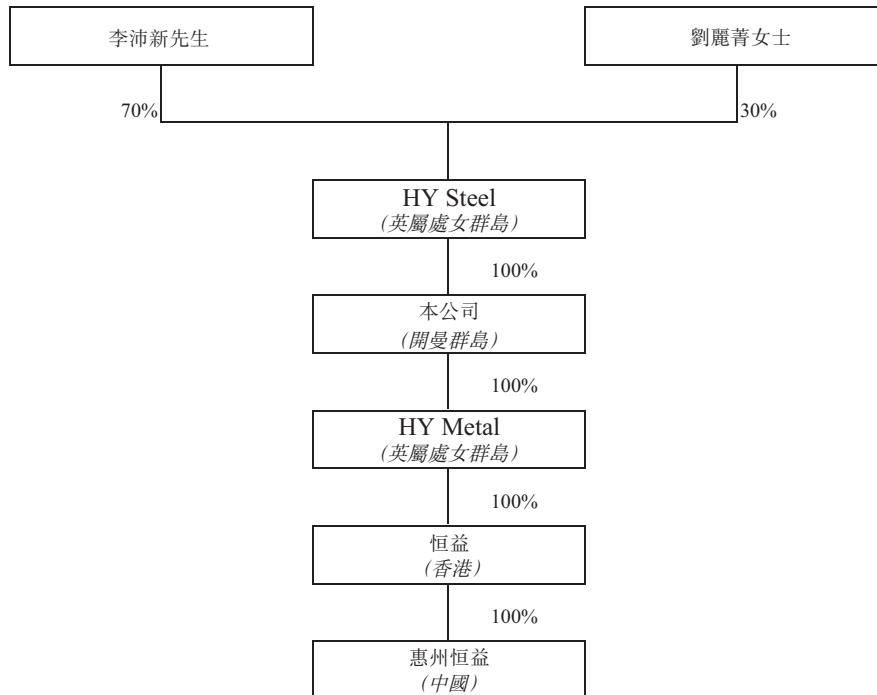 李沛新先生
劉麗菁女士
70%
30%
HY Steel
(英屬處女群島)
100%
本公司
(開曼群島)
100%
HY Metal
(英屬處女群島)
100%
恒益
(香港)
100%
惠州恒益
(中國)